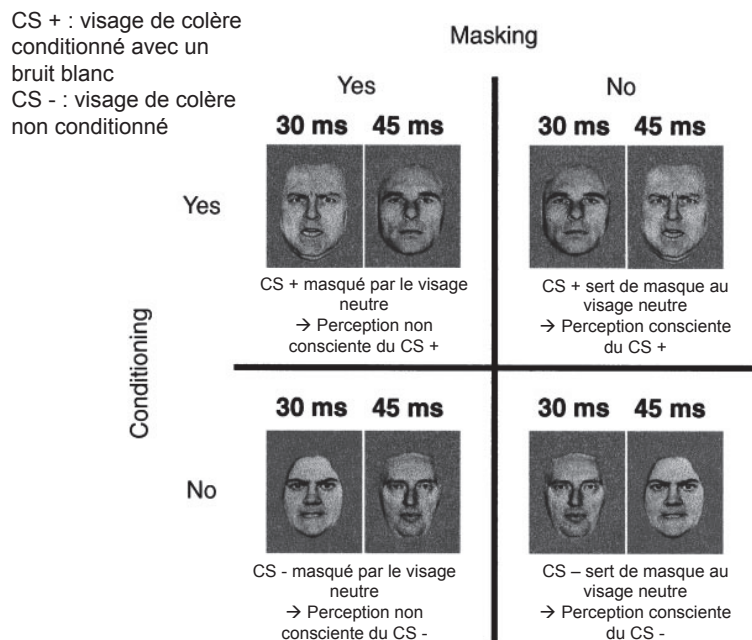 CS + : visage de colère
conditionné avec un
bruit blanc
CS - : visage de colère
non conditionné
Masking
Yes
No
30 ms 45 ms
30 ms 45 ms
Yes
CS + masqué par le visage
neutre
→ Perception non
consciente du CS +
CS + sert de masque au
visage neutre
→ Perception consciente
du CS +
Conditioning
30 ms 45 ms
30 ms 45 ms
No
CS - masqué par le visage
neutre
→ Perception non
consciente du CS -
CS – sert de masque au
visage neutre
→ Perception consciente
du CS -